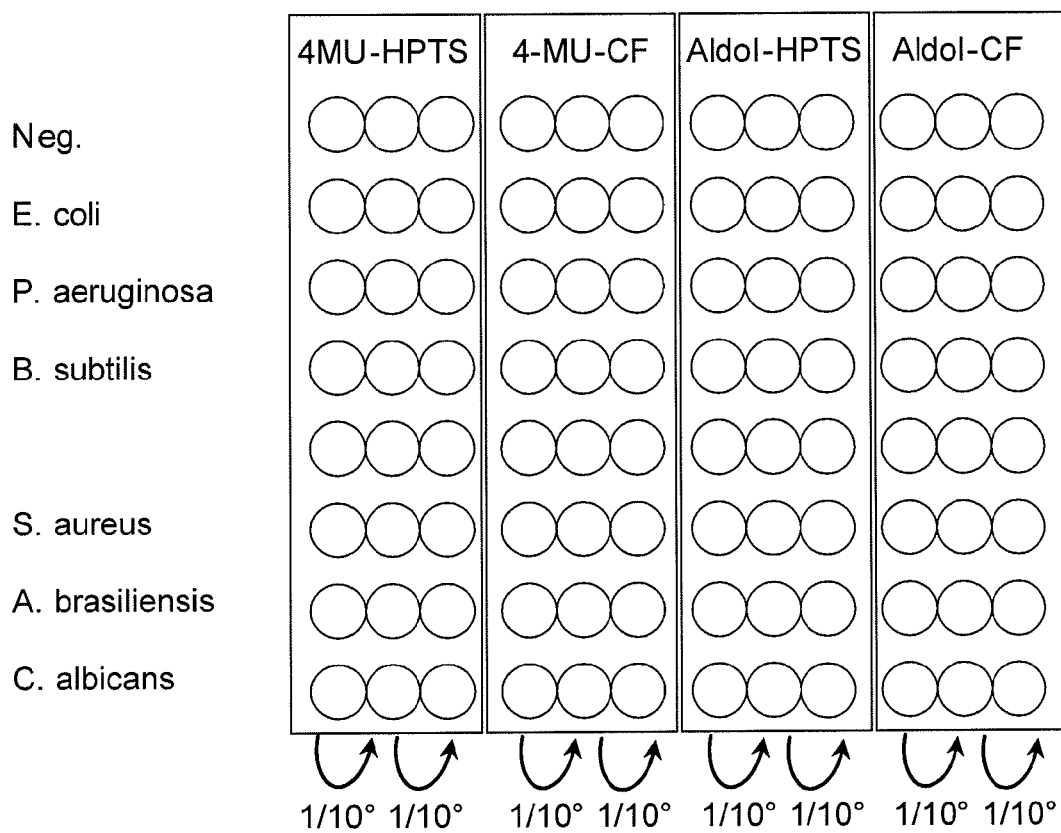 4MU-HPTS 4-MU-CF Aldol-HPTS Aldol-CF
Neg.
E. coli
P. aeruginosa
B. subtilis
S. aureus
A. brasiliensis
C. albicans
1/10° 1/10° 1/10° 1/10° 1/10° 1/10° 1/10° 1/10°